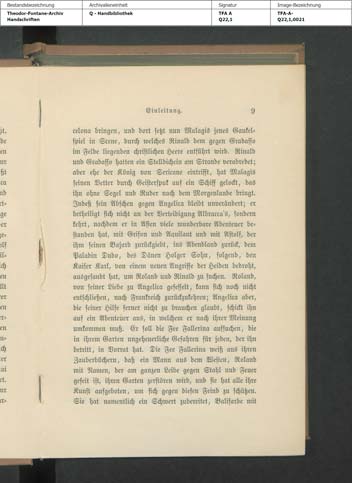 Bestandsbezeichnung
Archivalieneinheit
Signatur
Image-Bezeichnung
Theodor-Fontane-Archiv
Handschriften
Q - Handbibliothek
TFA A
Q22,1
TFA-A-
Q22,1,0021
Einleitung.
9
celona bringen, und dort setzt nun Malagis jenes Gaukel-
spiel in Scene, durch welches Rinald dem gegen Gradasso
im Felde liegenden christlichen Heere entführt wird. Rinald
und Gradasso hatten ein Stelldichein am Strande verabredet;
aber ehe der König von Sericane eintrifft, hat Malagis
seinen Vetter durch Geisterspuk auf ein Schiff gelockt, das
ihn ohne Segel und Ruder nach dem Morgenlande bringt.
Indeß sein Abscheu gegen Angelica bleibt unverändert; er
betheiligt sich nicht an der Vertheidigung Albracca's, sondern
kehrt, nachdem er in Asien viele wunderbare Abenteuer be-
standen hat, mit Grifon und Aquilant und mit Astolf, der
ihm seinen Bajard zurückgiebt, ins Abendland zurück, dem
Paladin Dudo, des Dänen Holger Sohn, folgend, den
Kaiser Karl, von einem neuen Angriffe der Heiden bedroht,
ausgesandt hat, um Roland und Rinald zu suchen. Roland,
von seiner Liebe zu Angelica gefesselt, kann sich noch nicht
entschließen, nach Frankreich zurückzukehren; Angelica aber,
die seiner Hilfe ferner nicht zu brauchen glaubt, schickt ihn
auf ein Abenteuer aus, in welchem er nach ihrer Meinung
umkommen muß. Er soll die Fee Fallerina aufsuchen, die
in ihrem Garten ungeheuerliche Gefahren für jeden, der ihn
betritt, in Vorrat hat. Die Fee Fallerina weiß aus ihren
Zauberbüchern, daß ein Mann aus dem Westen, Roland
mit Namen, der am ganzen Leibe gegen Stahl und Feuer
gefeit ist, ihren Garten zerstören wird, und sie hat alle ihre
Kunst aufgeboten, um sich gegen diesen Feind zu schützen.
Sie hat namentlich ein Schwert zubereitet, Balisarde mit